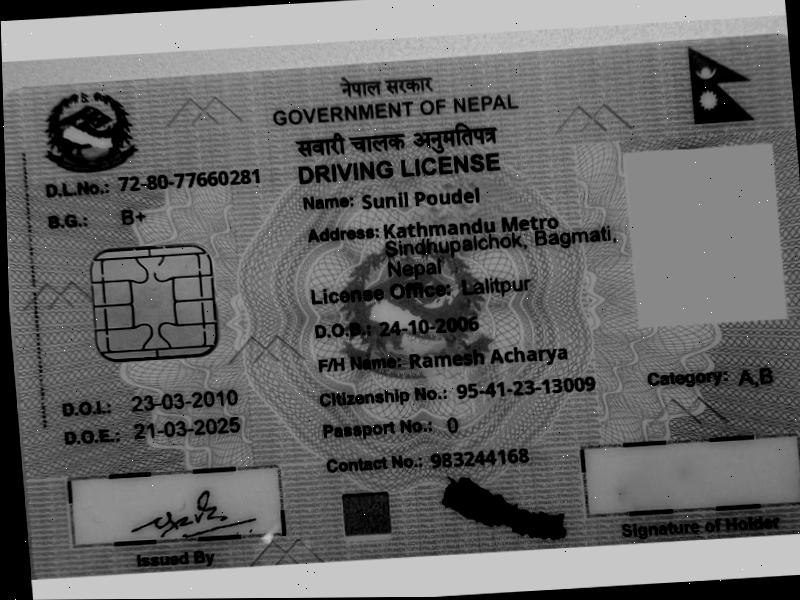 नेपाल सरकार
GOVERNMENT OF NEPAL
सवारी चालक अनुमतिपत्र
DRIVING LICENSE
D.L.No.: 72-80-77660281
B.G.: B+
Name: Sunil Poudel
Address: Kathmandu Metro
Sindhupalchok, Bagmati,
Nepal
License Office: Lalitpur
D.O.B.: 24-10-2006
F/H Name: Ramesh Acharya
Citizenship No.: 95-41-23-13009
Category: A,B
Passport No.: 0
Contact No.: 983244168
D.O.I.: 23-03-2010
D.O.E.: 21-03-2025
Issued By
Signature of Holder